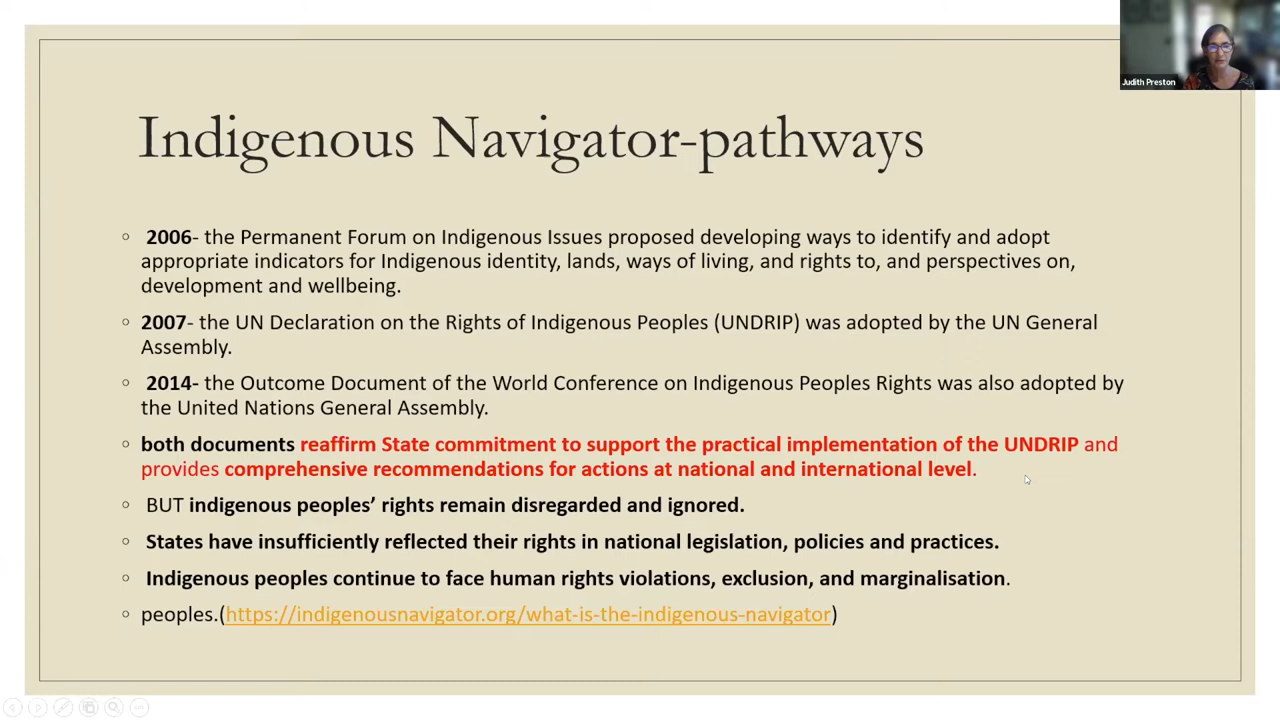 Judith Preston
Indigenous Navigator-pathways
◦ 2006- the Permanent Forum on Indigenous Issues proposed developing ways to identify and adopt
appropriate indicators for Indigenous identity, lands, ways of living, and rights to, and perspectives on,
development and wellbeing.
◦ 2007- the UN Declaration on the Rights of Indigenous Peoples (UNDRIP) was adopted by the UN General
Assembly.
◦ 2014- the Outcome Document of the World Conference on Indigenous Peoples Rights was also adopted by
the United Nations General Assembly.
◦ both documents reaffirm State commitment to support the practical implementation of the UNDRIP and
provides comprehensive recommendations for actions at national and international level.
◦ BUT indigenous peoples’ rights remain disregarded and ignored.
◦ States have insufficiently reflected their rights in national legislation, policies and practices.
◦ Indigenous peoples continue to face human rights violations, exclusion, and marginalisation.
◦ peoples.(https://indigenousnavigator.org/what-is-the-indigenous-navigator)